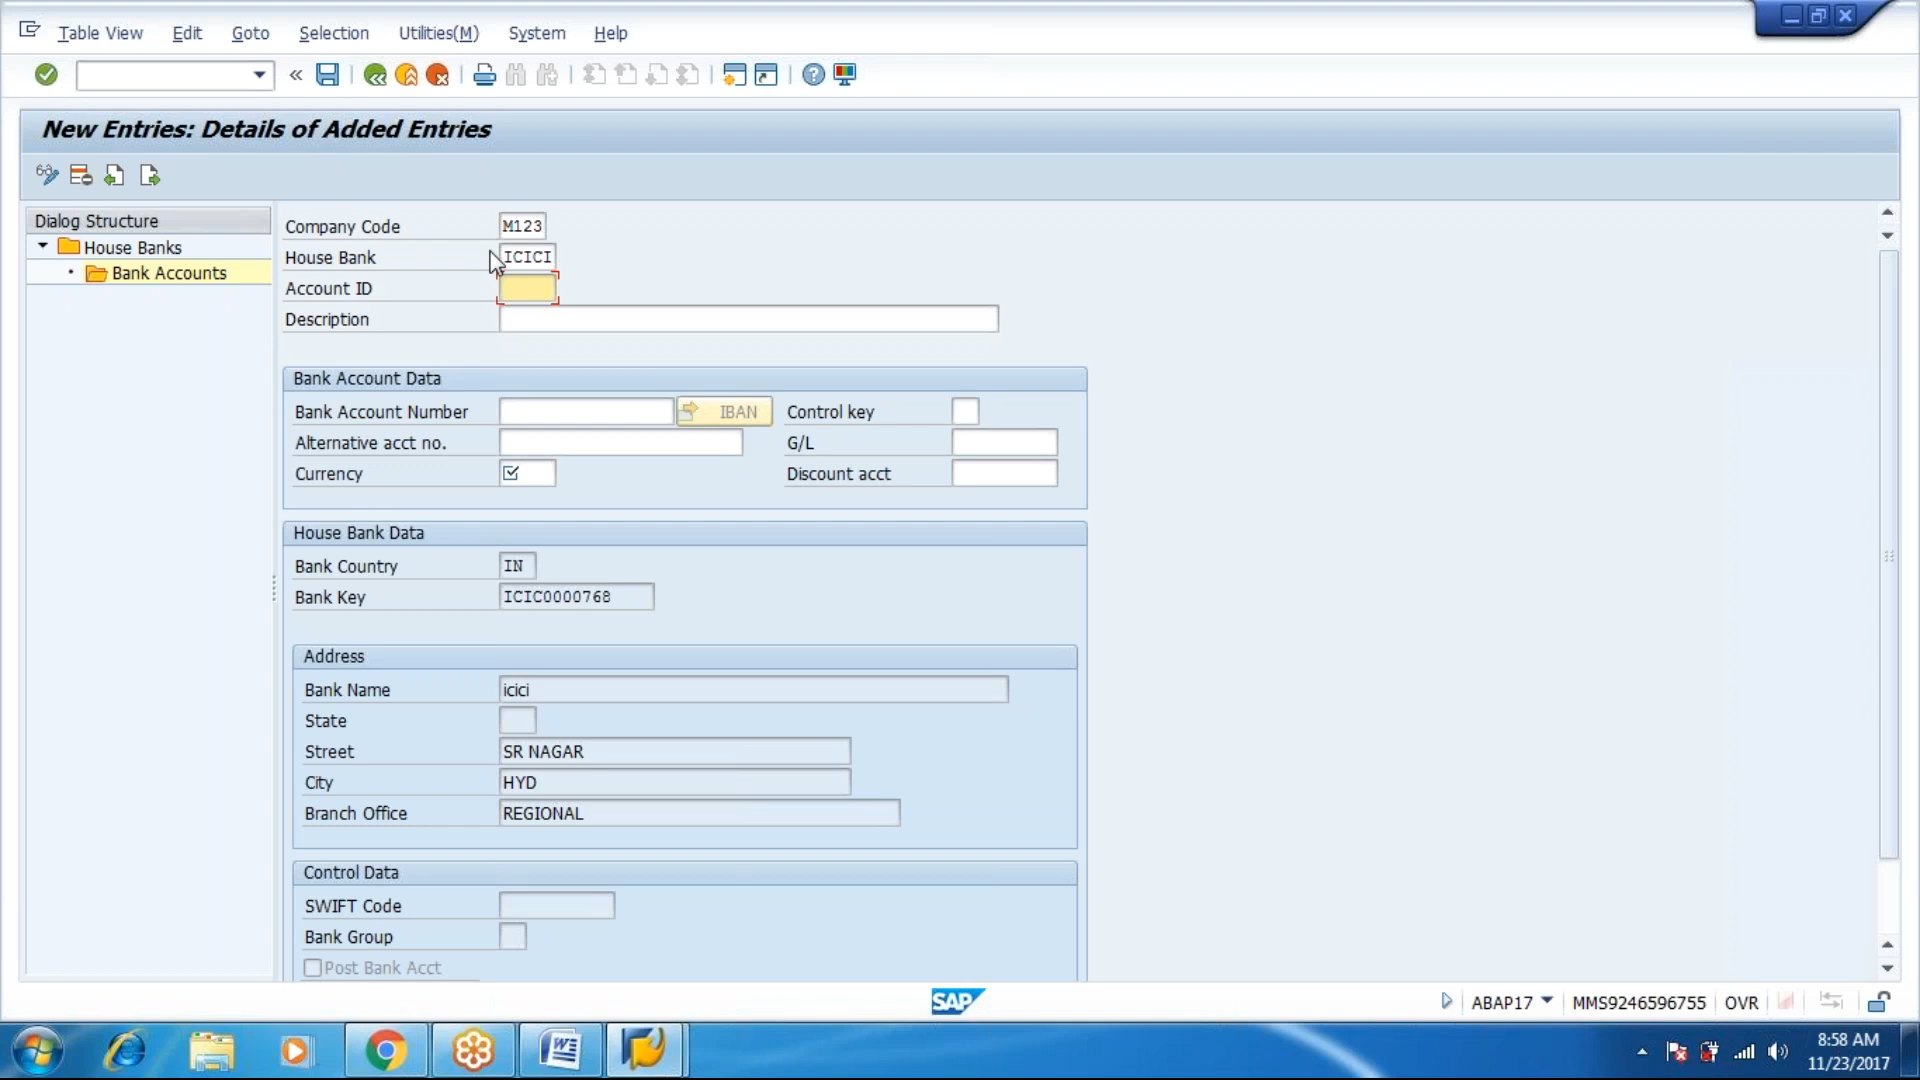 Table View Edit Goto Selection Utilities(M) System Help
New Entries: Details of Added Entries
Dialog Structure
House Banks
Bank Accounts
Company Code M123
House Bank ICICI
Account ID
Description
Bank Account Data
Bank Account Number IBAN Control key
Alternative acct no. G/L
Currency Discount acct
House Bank Data
Bank Country IN
Bank Key ICIC0000768
Address
Bank Name icici
State
Street SR NAGAR
City HYD
Branch Office REGIONAL
Control Data
SWIFT Code
Bank Group
Post Bank Acct
SAP ABAP17 MMS9246596755 OVR
8:58 AM
11/23/2017